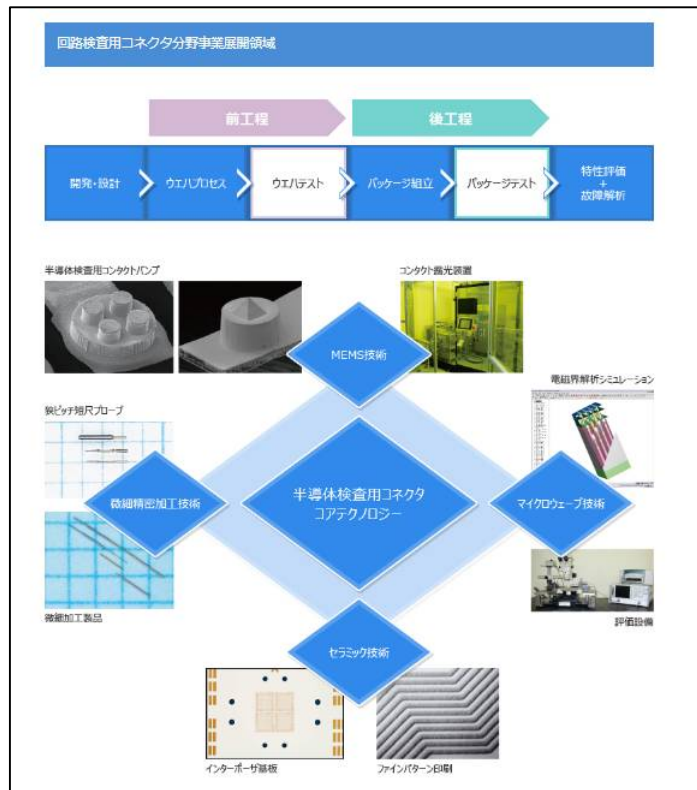 回路検査用コネクタ分野事業展開領域
前工程
後工程
開発・設計
ウエハプロセス
ウエハテスト
パッケージ組立
パッケージテスト
特性評価
+
故障解析
半導体検査用コンタクトバンプ
コンタクト露光装置
MEMS技術
電磁界解析シミュレーション
狭ピッチ短尺プローブ
微細精密加工技術
半導体検査用コネクタ
コアテクノロジー
マイクロウェーブ技術
微細加工製品
評価設備
セラミック技術
インターポーザ基板
ファインパターン印刷